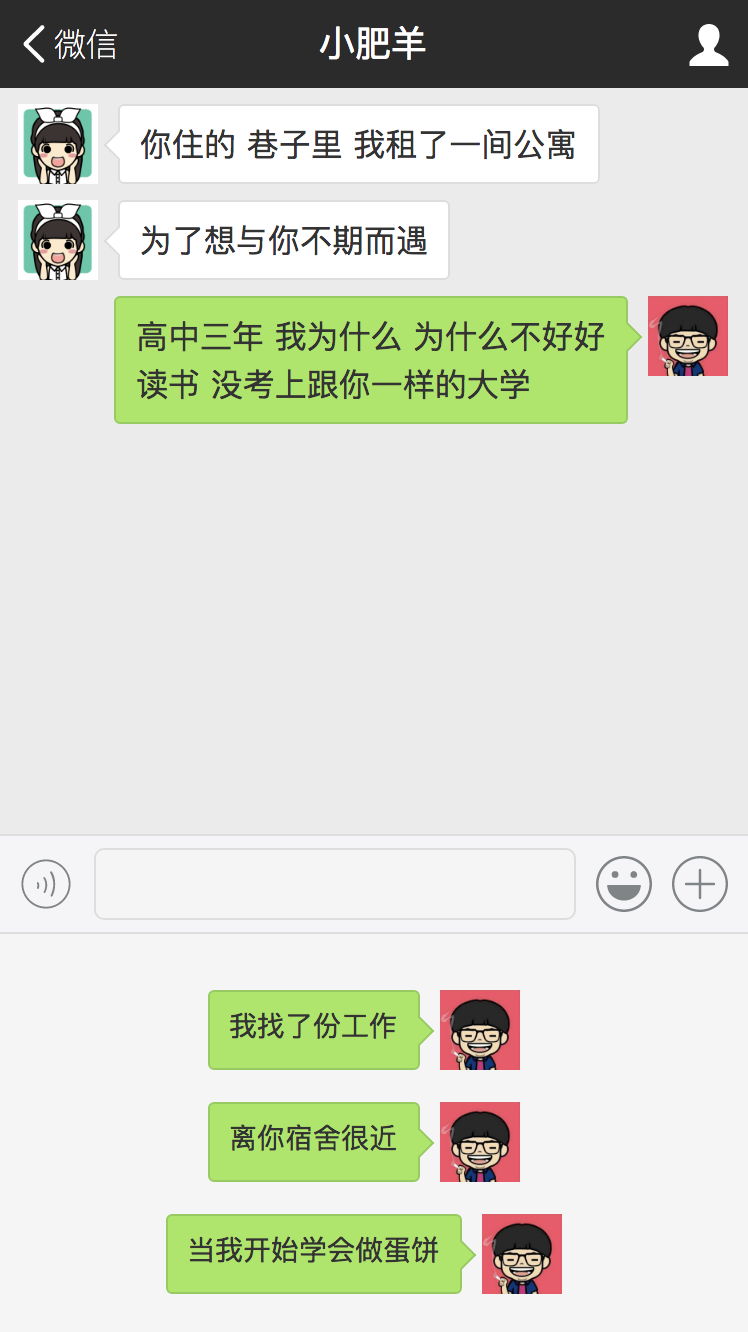 微信
小肥羊
你住的 巷子里 我租了一间公寓
为了想与你不期而遇
高中三年 我为什么 为什么不好好
读书 没考上跟你一样的大学
我找了份工作
离你宿舍很近
当我开始学会做蛋饼